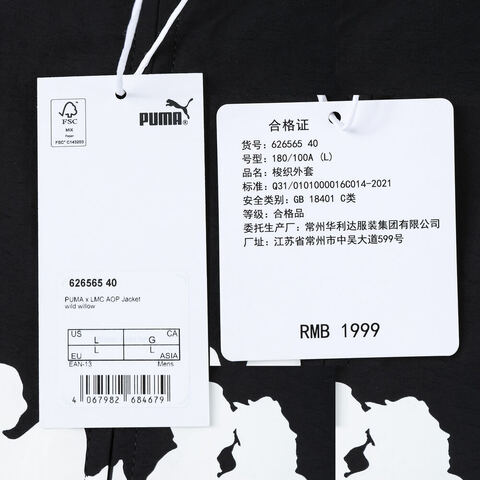 FSC
MIX
Paper
FSC® C143203
PUMA®
626565 40
PUMA x LMC AOP Jacket
wild willow
US L G CA
EU L L ASIA
EAN-13 Mens
4 067982 684679
合格证
货号:626565 40
号型:180/100A (L)
品名:梭织外套
标准:Q31/0101000016C014-2021
安全类别:GB 18401 C类
等级:合格品
委托生产厂:常州华利达服装集团有限公司
厂址:江苏省常州市中吴大道599号
RMB 1999